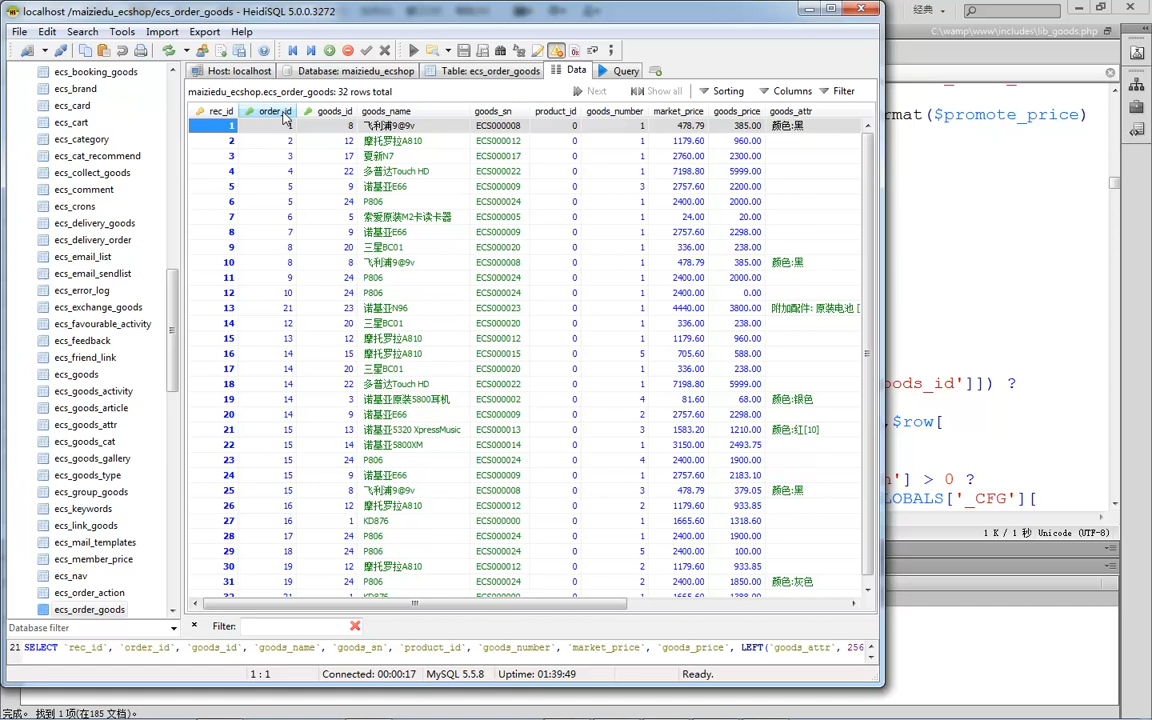 localhost /maiziedu_ecshop/ecs_order_goods - HeidiSQL 5.0.0.3272
经典
File Edit Search Tools Import Export Help
C:\wamp\www\includes\lib_goods.php
Host: localhost Database: maiziedu_ecshop Table: ecs_order_goods Data Query
maiziedu_ecshop.ecs_order_goods: 32 rows total Next Show all Sorting Columns Filter
rec_id order_id goods_id goods_name goods_sn product_id goods_number market_price goods_price goods_attr
1 1 8 飞利浦9@9v ECS000008 0 1 478.79 385.00 颜色:黑
2 2 12 摩托罗拉A810 ECS000012 0 1 1179.60 960.00
3 3 17 夏新N7 ECS000017 0 1 2760.00 2300.00
4 4 22 多普达Touch HD ECS000022 0 1 7198.80 5999.00
5 5 9 诺基亚E66 ECS000009 0 3 2757.60 2200.00
6 5 24 P806 ECS000024 0 6 2400.00 2000.00
7 6 5 索爱原装M2卡读卡器 ECS000005 0 1 24.00 20.00
8 7 9 诺基亚E66 ECS000009 0 1 2757.60 2298.00
9 8 20 三星BC01 ECS000020 0 1 336.00 238.00
10 8 8 飞利浦9@9v ECS000008 0 1 478.79 385.00 颜色:黑
11 9 24 P806 ECS000024 0 1 2400.00 2000.00
12 10 24 P806 ECS000024 0 1 2400.00 0.00
13 21 23 诺基亚N96 ECS000023 0 1 4440.00 3800.00 附加配件: 原装电池 [
14 12 20 三星BC01 ECS000020 0 1 336.00 238.00
15 13 12 摩托罗拉A810 ECS000012 0 1 1179.60 960.00
16 14 15 摩托罗拉A810 ECS000015 0 5 705.60 588.00
17 14 20 三星BC01 ECS000020 0 1 336.00 238.00
18 14 22 多普达Touch HD ECS000022 0 1 7198.80 5999.00
19 14 3 诺基亚原装5800耳机 ECS000002 0 4 81.60 68.00 颜色:银色
20 14 9 诺基亚E66 ECS000009 0 2 2757.60 2298.00
21 15 13 诺基亚5320 XpressMusic ECS000013 0 3 1583.20 1210.00 颜色:红[10]
22 15 14 诺基亚5800XM ECS000014 0 1 3150.00 2493.75
23 15 24 P806 ECS000024 0 4 2400.00 1900.00
24 15 9 诺基亚E66 ECS000009 0 1 2757.60 2183.10
25 15 8 飞利浦9@9v ECS000008 0 3 478.79 379.05 颜色:黑
26 16 12 摩托罗拉A810 ECS000012 0 2 1179.60 933.85
27 16 1 KD876 ECS000000 0 1 1665.60 1318.60
28 17 24 P806 ECS000024 0 1 2400.00 1900.00
29 18 24 P806 ECS000024 0 5 2400.00 100.00
30 19 12 摩托罗拉A810 ECS000012 0 2 1179.60 933.85
31 19 24 P806 ECS000024 0 2 2400.00 1850.00 颜色:灰色
32 21 1 KD876 ECS000000 0 1 1665.60 1388.00
ecs_booking_goods
ecs_brand
ecs_card
ecs_cart
ecs_category
ecs_cat_recommend
ecs_collect_goods
ecs_comment
ecs_crons
ecs_delivery_goods
ecs_delivery_order
ecs_email_list
ecs_email_sendlist
ecs_error_log
ecs_exchange_goods
ecs_favourable_activity
ecs_feedback
ecs_friend_link
ecs_goods
ecs_goods_activity
ecs_goods_article
ecs_goods_attr
ecs_goods_cat
ecs_goods_gallery
ecs_goods_type
ecs_group_goods
ecs_keywords
ecs_link_goods
ecs_mail_templates
ecs_member_price
ecs_nav
ecs_order_action
ecs_order_goods
rmat($promote_price)
oods_id']]) ?
,$row[
n'] > 0 ?
OBALS['_CFG'][
1 K / 1 秒 Unicode (UTF-8)
Database filter Filter:
21 SELECT `rec_id`, `order_id`, `goods_id`, `goods_name`, `goods_sn`, `product_id`, `goods_number`, `market_price`, `goods_price`, LEFT(`goods_attr`, 256
1 : 1 Connected: 00:00:17 MySQL 5.5.8 Uptime: 01:39:49 Ready.
完成。 找到 1 项(在185 文档)。